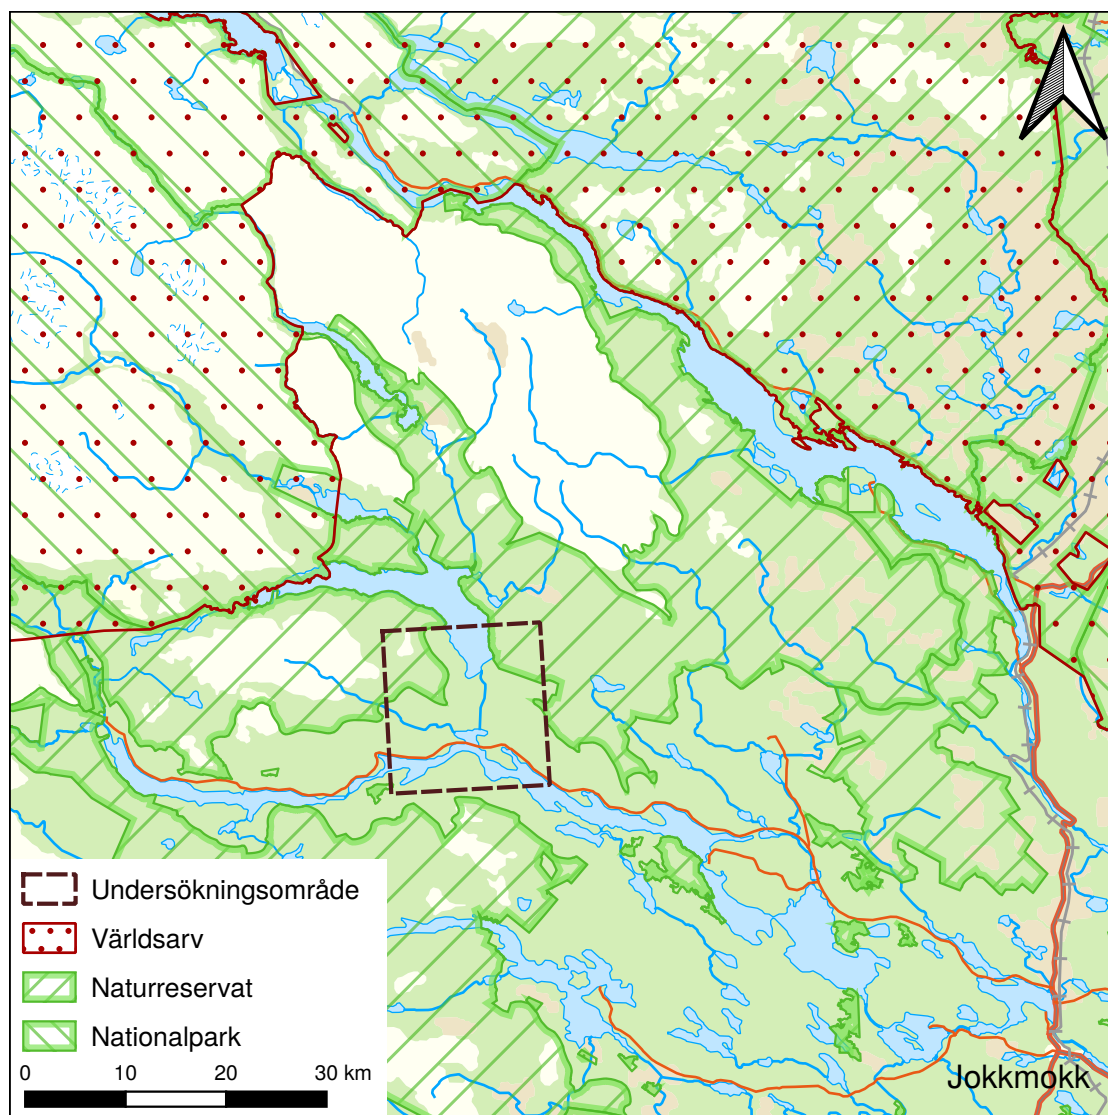 Undersökningsområde
Världsarv
Naturreservat
Nationalpark
0 10 20 30 km
Jokkmokk